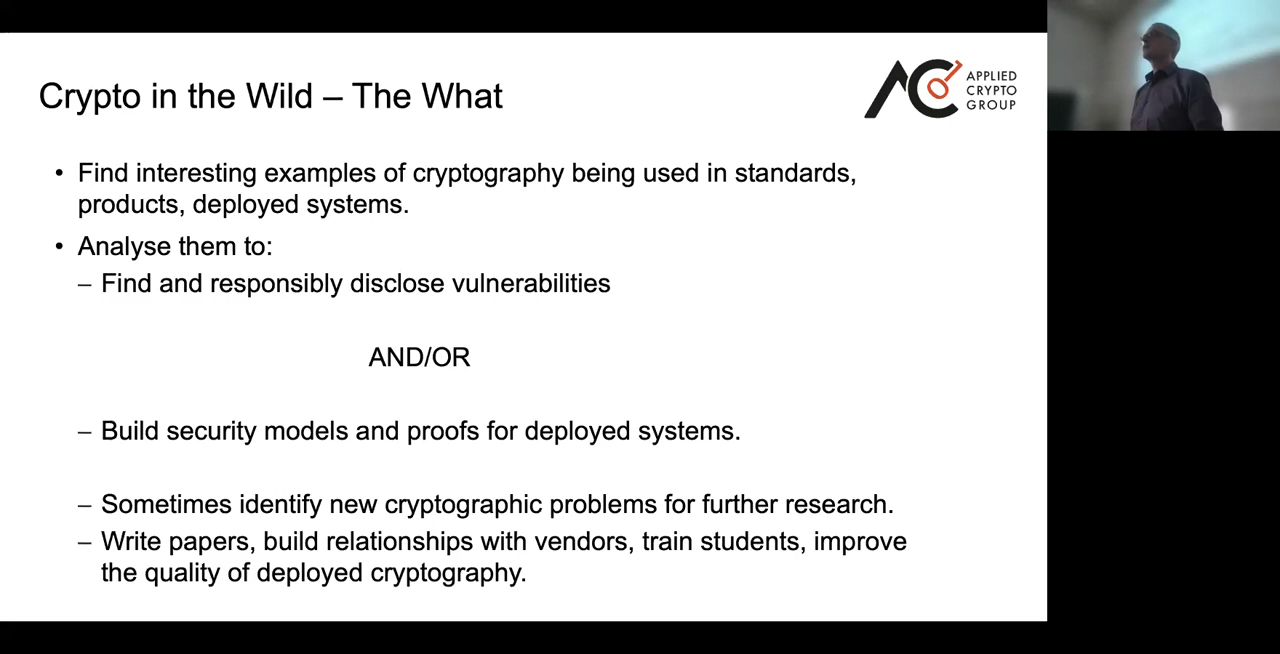 Crypto in the Wild – The What
APPLIED
CRYPTO
GROUP
• Find interesting examples of cryptography being used in standards,
products, deployed systems.
• Analyse them to:
– Find and responsibly disclose vulnerabilities
AND/OR
– Build security models and proofs for deployed systems.
– Sometimes identify new cryptographic problems for further research.
– Write papers, build relationships with vendors, train students, improve
the quality of deployed cryptography.